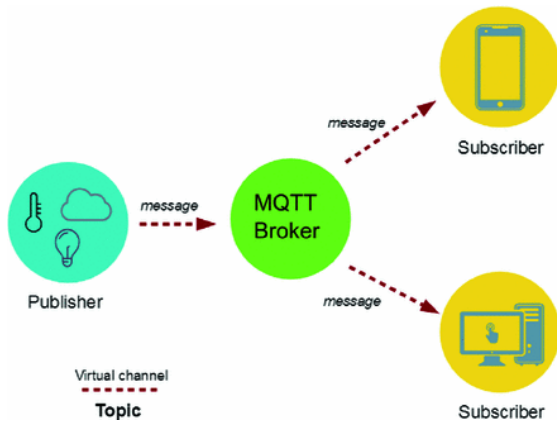 message
Subscriber
message
MQTT
Broker
Publisher
message
Virtual channel
Topic
Subscriber